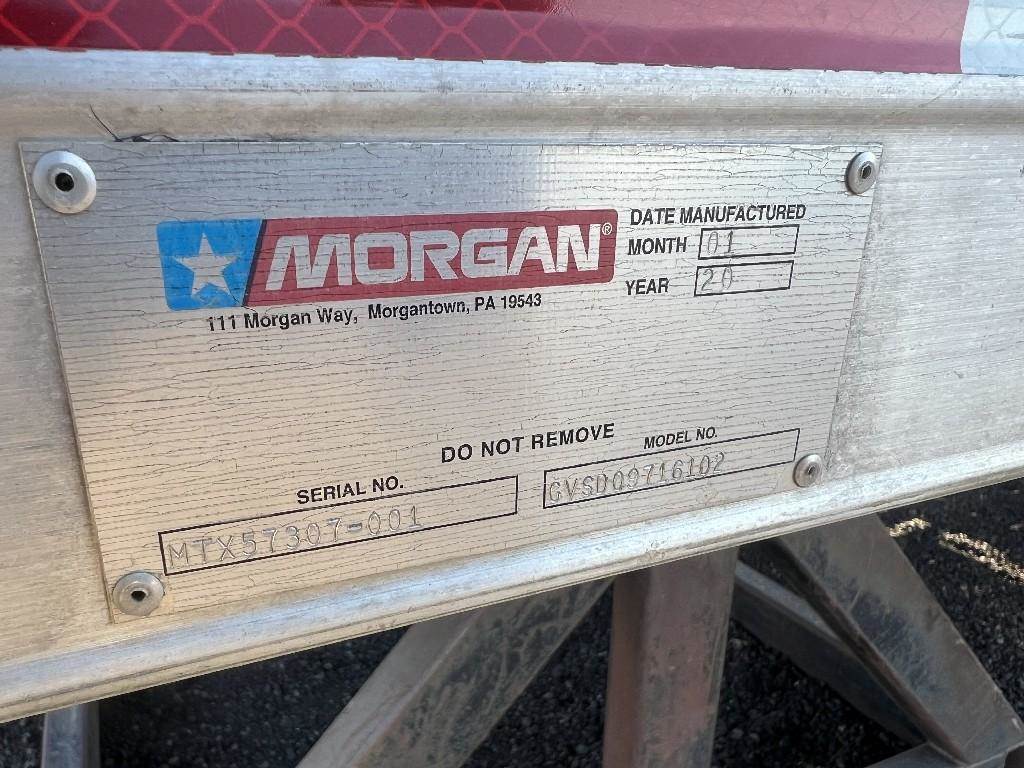 MORGAN®
111 Morgan Way, Morgantown, PA 19543
DATE MANUFACTURED
MONTH 01
YEAR 20
DO NOT REMOVE
SERIAL NO.
MTX57307-001
MODEL NO.
GVSD09716102